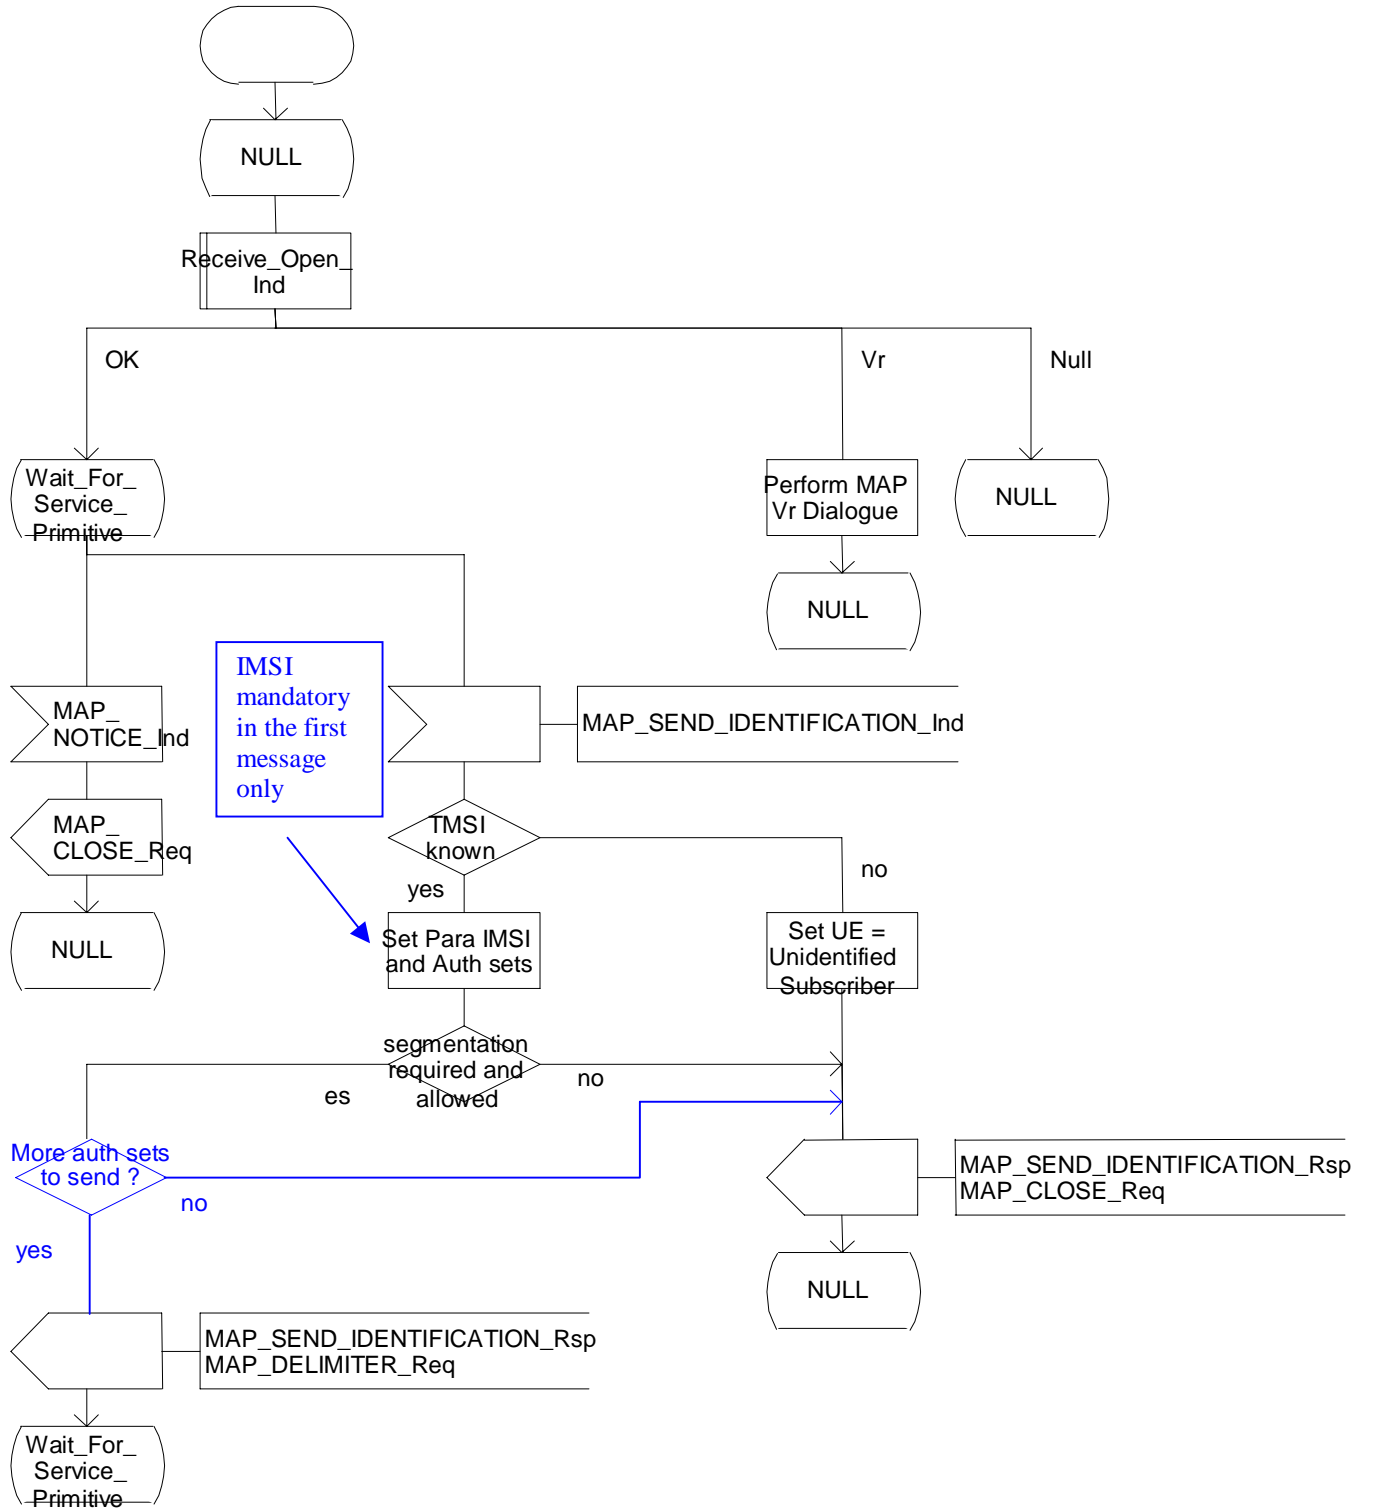 NULL
Receive_Open_
Ind
OK
Vr
Null
Wait_For_
Service_
Primitive
Perform MAP
Vr Dialogue
NULL
NULL
IMSI
mandatory
in the first
message
only
MAP_
NOTICE_Ind
MAP_SEND_IDENTIFICATION_Ind
MAP_
CLOSE_Req
TMSI
known
yes
no
NULL
Set Para IMSI
and Auth sets
Set UE =
Unidentified
Subscriber
segmentation
required and
allowed
es
no
More auth sets
to send ?
no
yes
MAP_SEND_IDENTIFICATION_Rsp
MAP_CLOSE_Req
NULL
MAP_SEND_IDENTIFICATION_Rsp
MAP_DELIMITER_Req
Wait_For_
Service_
Primitive